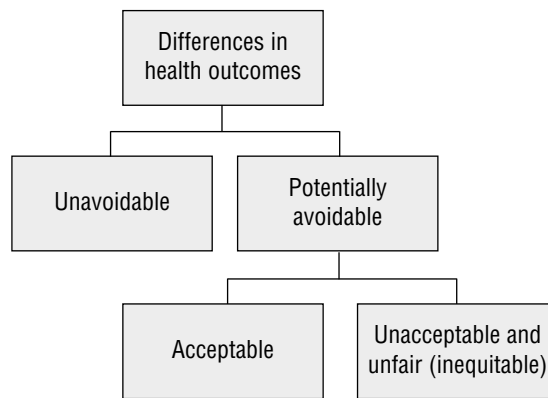 Differences in
health outcomes
Unavoidable
Potentially
avoidable
Acceptable
Unacceptable and
unfair (inequitable)